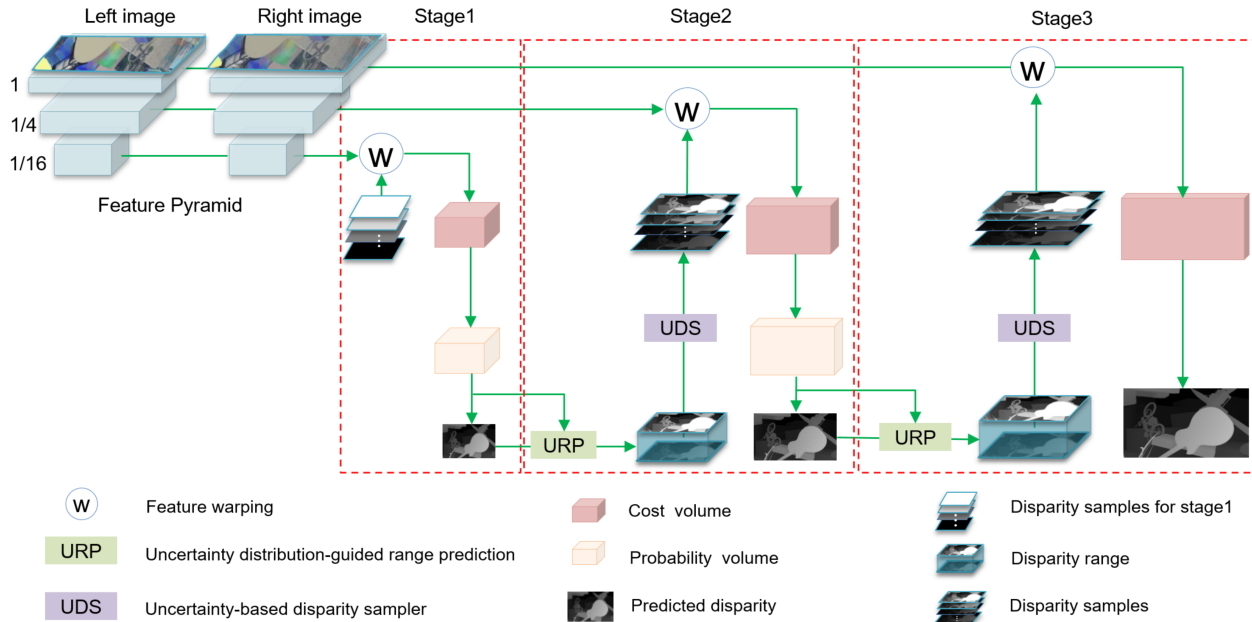 Left image
Right image
Stage1
Stage2
Stage3
1
1/4
1/16
Feature Pyramid
W
W
W
UDS
UDS
URP
URP
W
Feature warping
Cost volume
Disparity samples for stage1
URP
Uncertainty distribution-guided range prediction
Probability volume
Disparity range
UDS
Uncertainty-based disparity sampler
Predicted disparity
Disparity samples